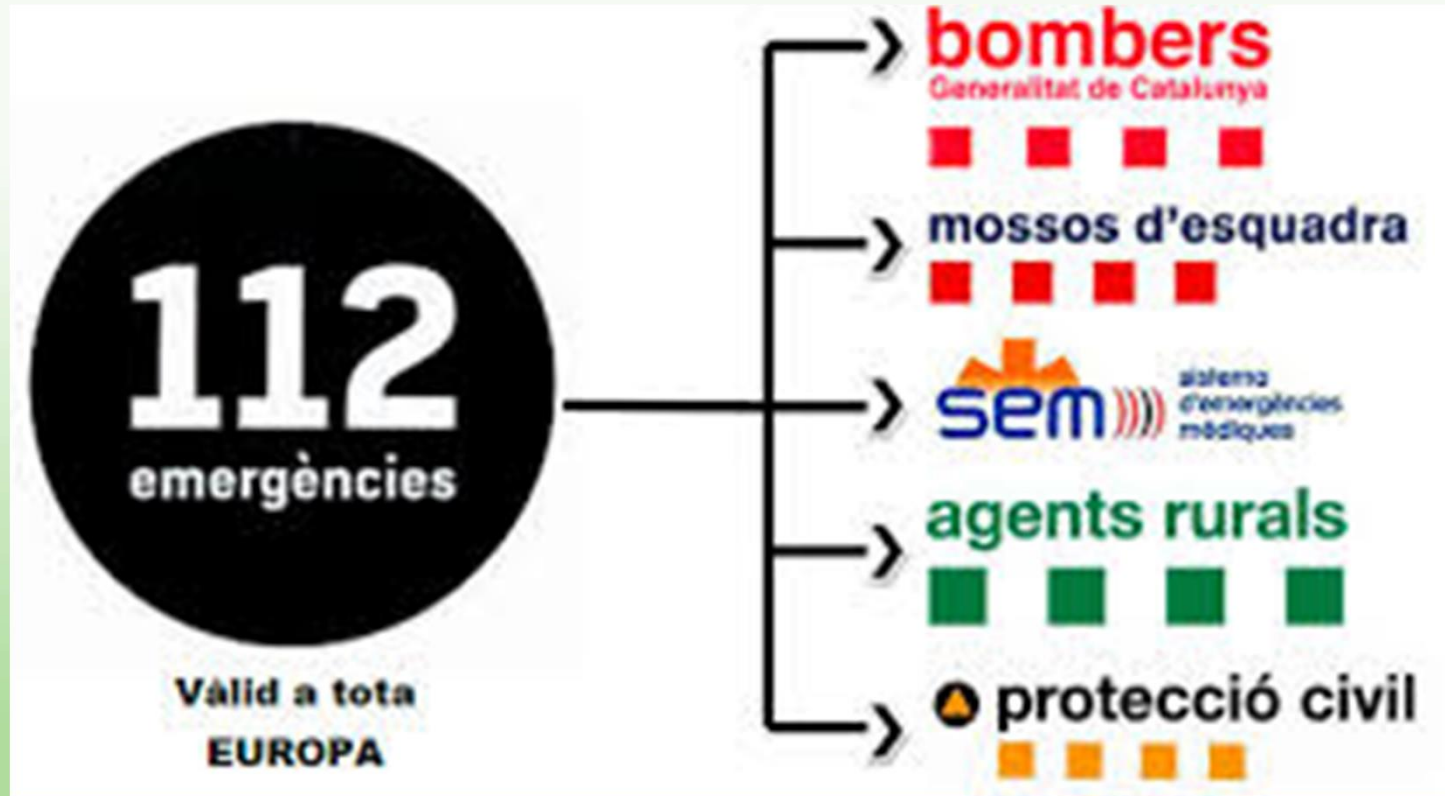 112
emergències
Vàlid a tota
EUROPA
bombers
Generalitat de Catalunya
mossos d'esquadra
sem
sistema
d'emergències
mèdiques
agents rurals
protecció civil